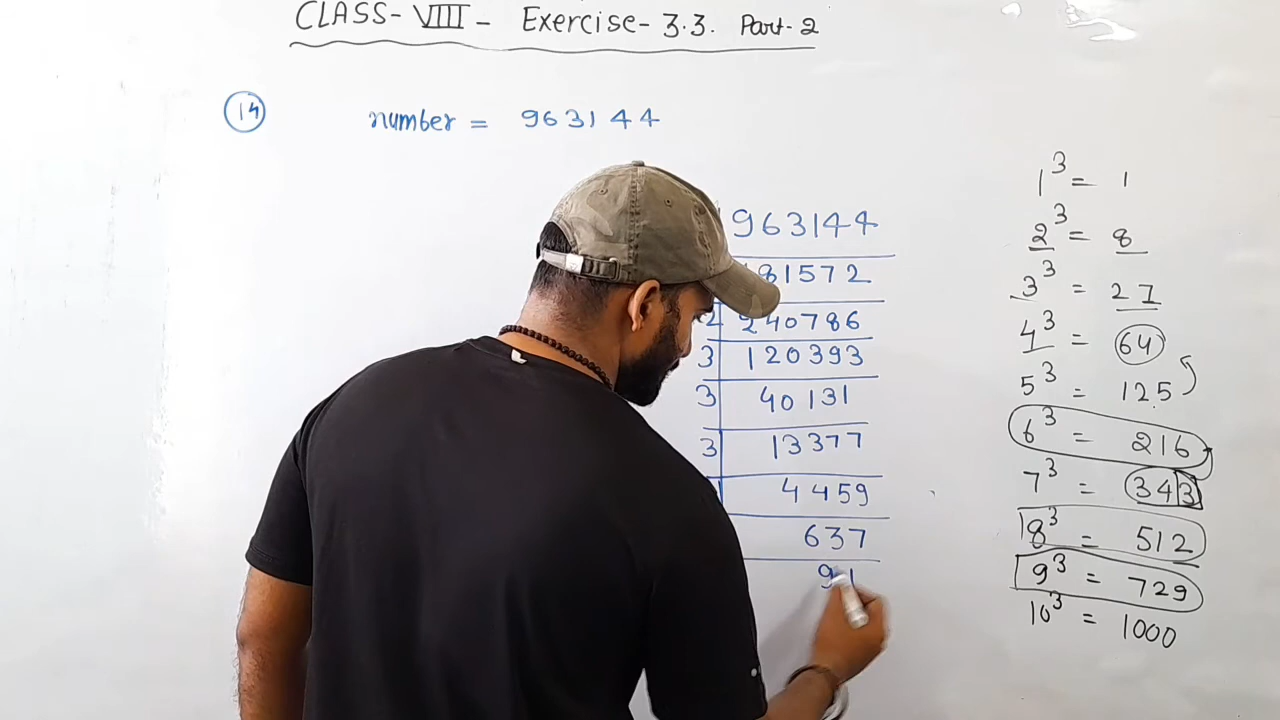 CLASS- VIII - Exercise- 3.3. Part-2
14 number = 963144
963144
81572
2 240786
3 120393
3 40131
3 13377
4459
637
91
1³ = 1
2³ = 8
3³ = 27
4³ = 64
5³ = 125
6³ = 216
7³ = 343
8³ = 512
9³ = 729
10³ = 1000